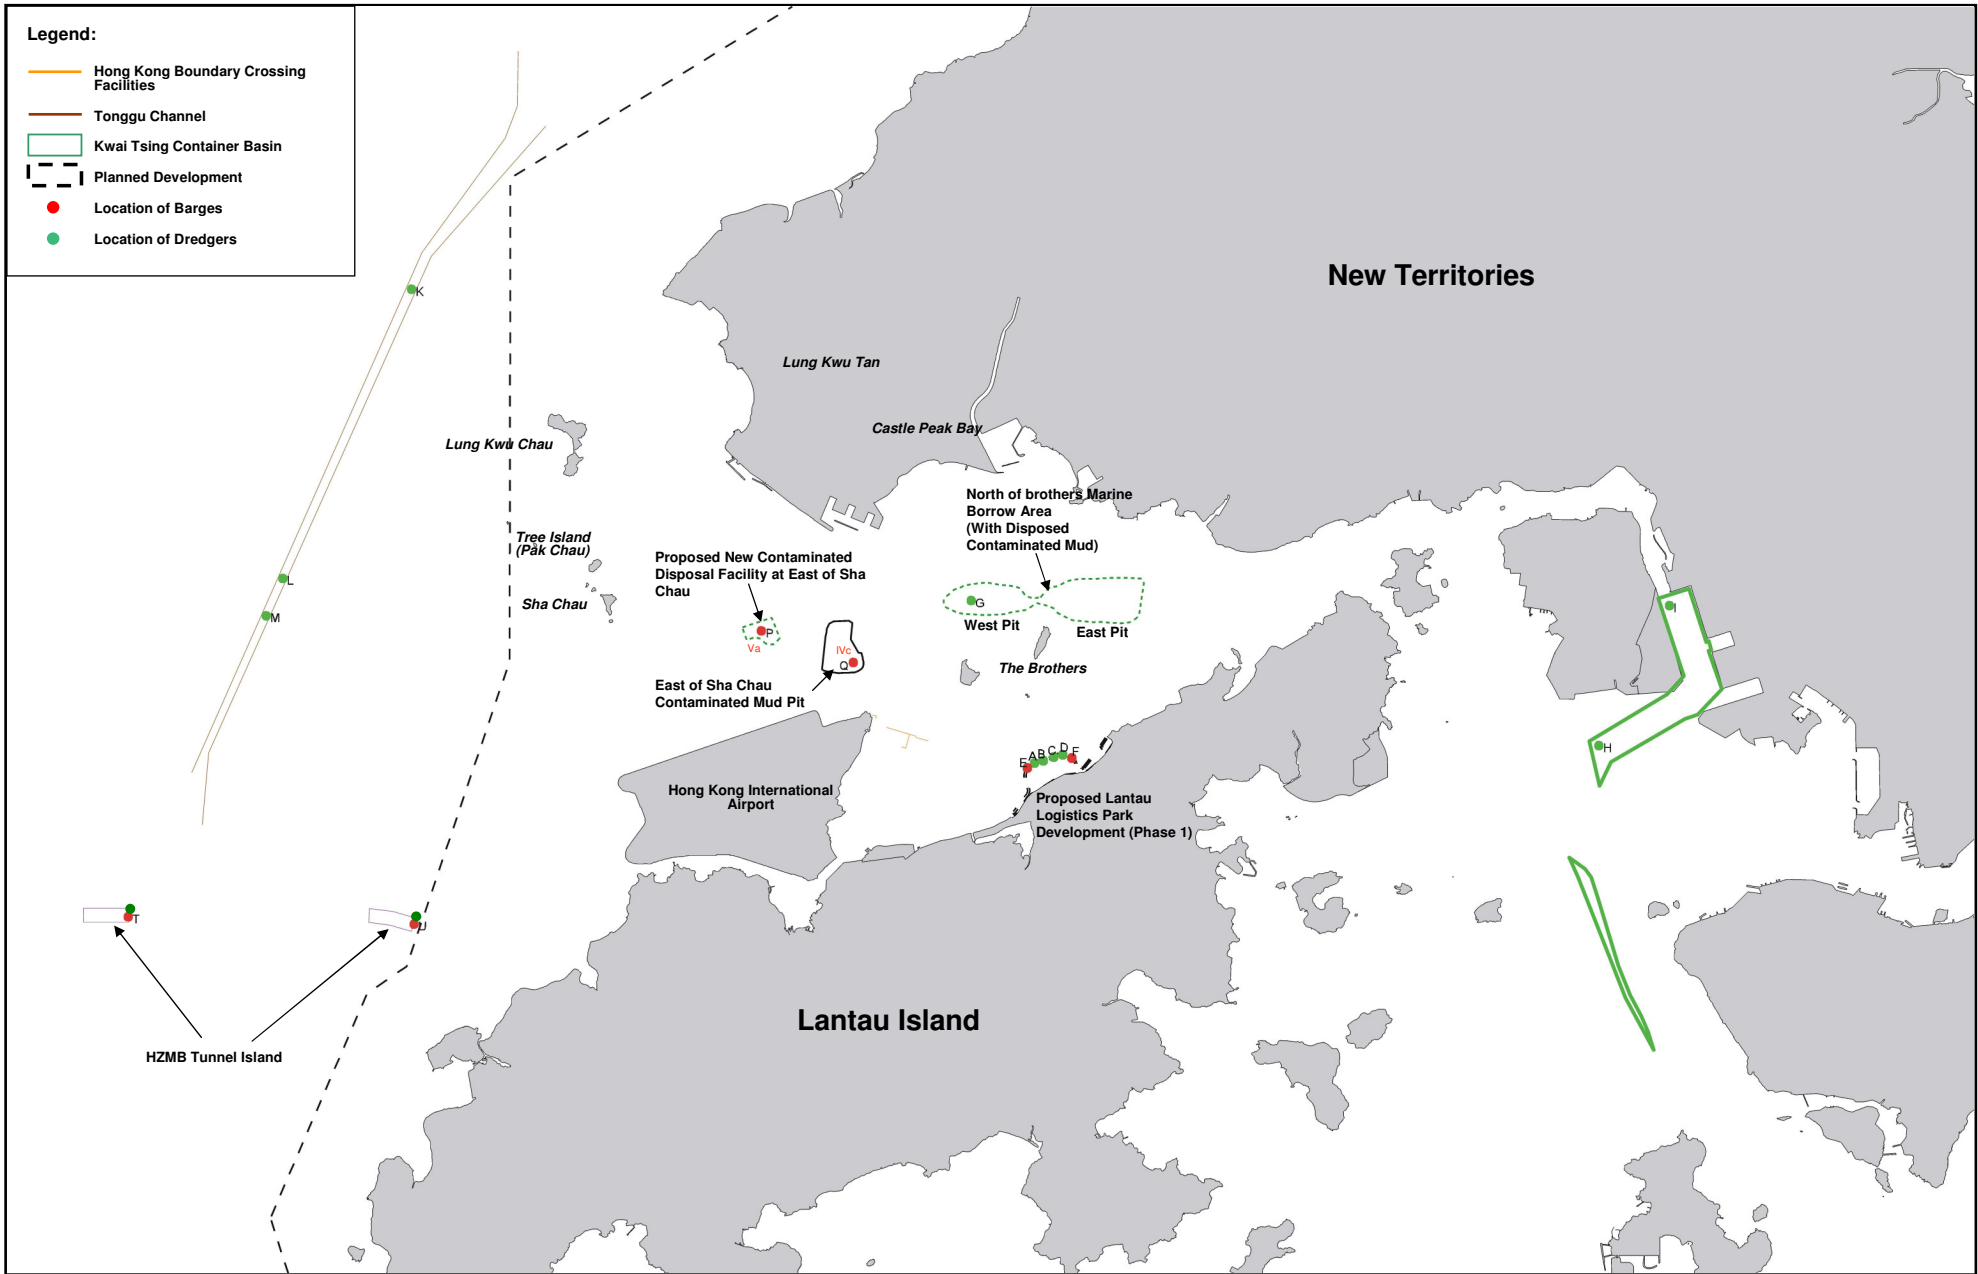 Legend:
Hong Kong Boundary Crossing
Facilities
Tonggu Channel
Kwai Tsing Container Basin
Planned Development
Location of Barges
Location of Dredgers
New Territories
K
Lung Kwu Tan
Castle Peak Bay
Lung Kwu Chau
North of brothers Marine
Borrow Area
(With Disposed
Contaminated Mud)
Tree Island
(Pak Chau)
Proposed New Contaminated
Disposal Facility at East of Sha
Chau
L
M
Sha Chau
G
West Pit
East Pit
I
P
Va
IVc
Q
The Brothers
East of Sha Chau
Contaminated Mud Pit
E
A
B
C
D
F
H
Hong Kong International
Airport
Proposed Lantau
Logistics Park
Development (Phase 1)
T
U
Lantau Island
HZMB Tunnel Island